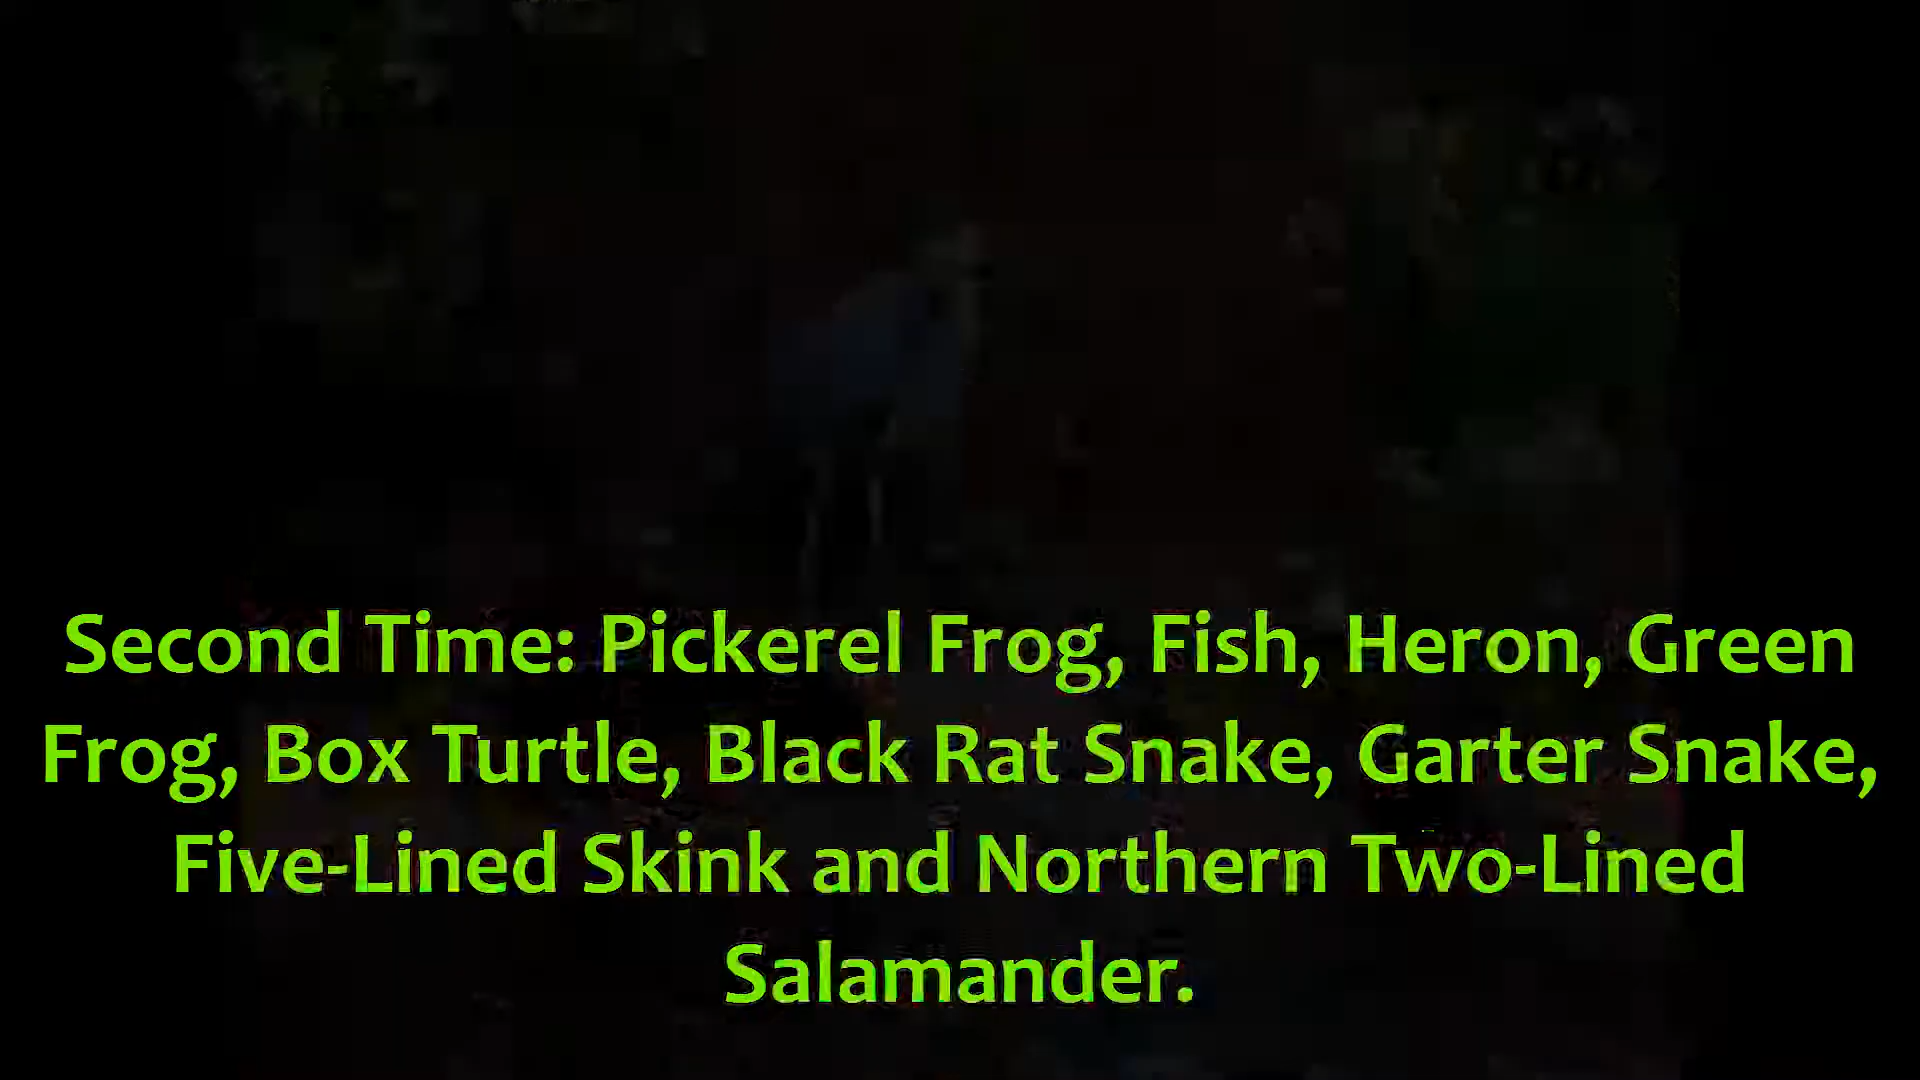 Second Time: Pickerel Frog, Fish, Heron, Green
Frog, Box Turtle, Black Rat Snake, Garter Snake,
Five-Lined Skink and Northern Two-Lined
Salamander.